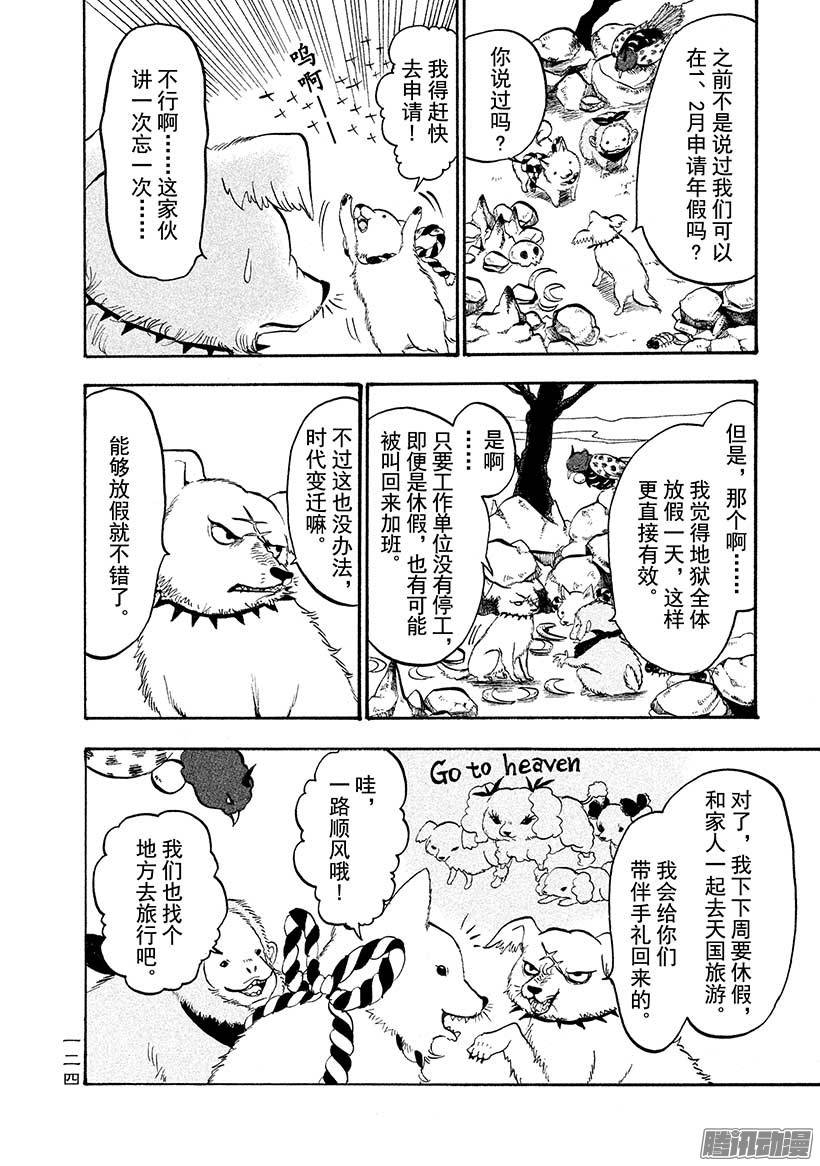 之前不是说过我们可以
在1、2月申请年假吗？
你说过吗？
我得赶快
去申请！
呜啊——
不行啊……这家伙
讲一次忘一次……
但是，那个啊……
我觉得地狱全体
放假一天，这样
更直接有效。
是啊……
只要工作单位没有停工，
即便是休假，也有可能
被叫回来加班。
不过这也没办法，
时代变迁嘛。
能够放假就不错了。
对了，我下下周要休假，
和家人一起去天国旅游。
我会给你们
带伴手礼回来的。
Go to heaven
哇，
一路顺风哦！
我们也找个
地方去旅行吧。
一二四
腾讯动漫